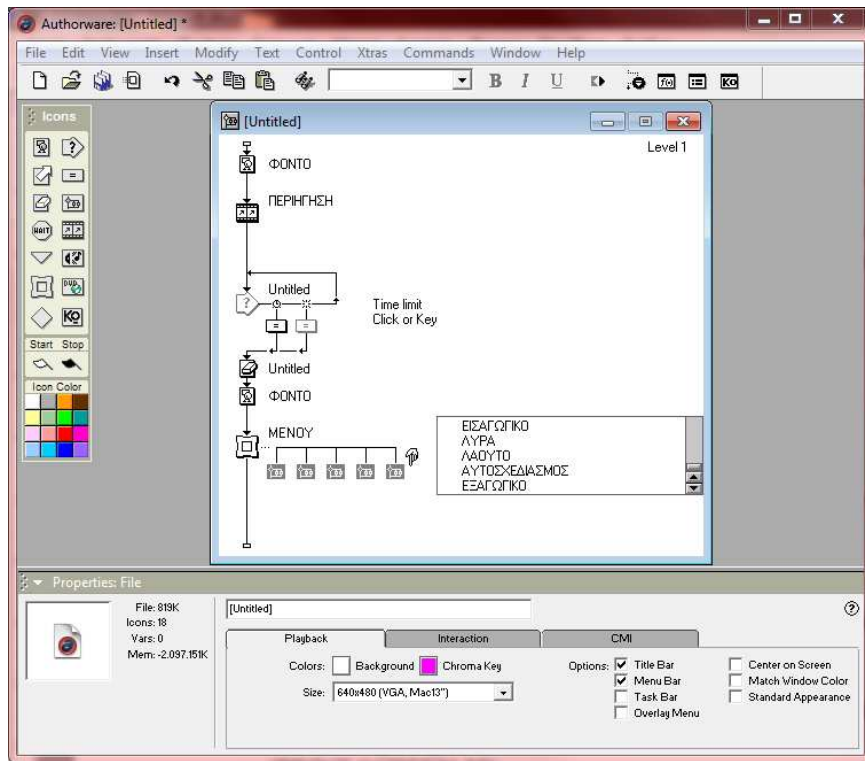 Authorware: [Untitled] *
File Edit View Insert Modify Text Control Xtras Commands Window Help
B I U
Icons
WAIT
DVD
KO
Start Stop
Icon Color
[Untitled]
Level 1
ΦΟΝΤΟ
ΠΕΡΙΗΓΗΣΗ
Untitled
Time limit
Click or Key
Untitled
ΦΟΝΤΟ
ΜΕΝΟΥ
ΕΙΣΑΓΩΓΙΚΟ
ΛΥΡΑ
ΛΑΟΥΤΟ
ΑΥΤΟΣΧΕΔΙΑΣΜΟΣ
ΕΞΑΓΩΓΙΚΟ
Properties: File
File: 819K
Icons: 18
Vars: 0
Mem: -2.097.151K
[Untitled]
Playback Interaction CMI
Colors: Background Chroma Key
Size: 640x480 (VGA, Mac13")
Options: Title Bar
Menu Bar
Task Bar
Overlay Menu
Center on Screen
Match Window Color
Standard Appearance